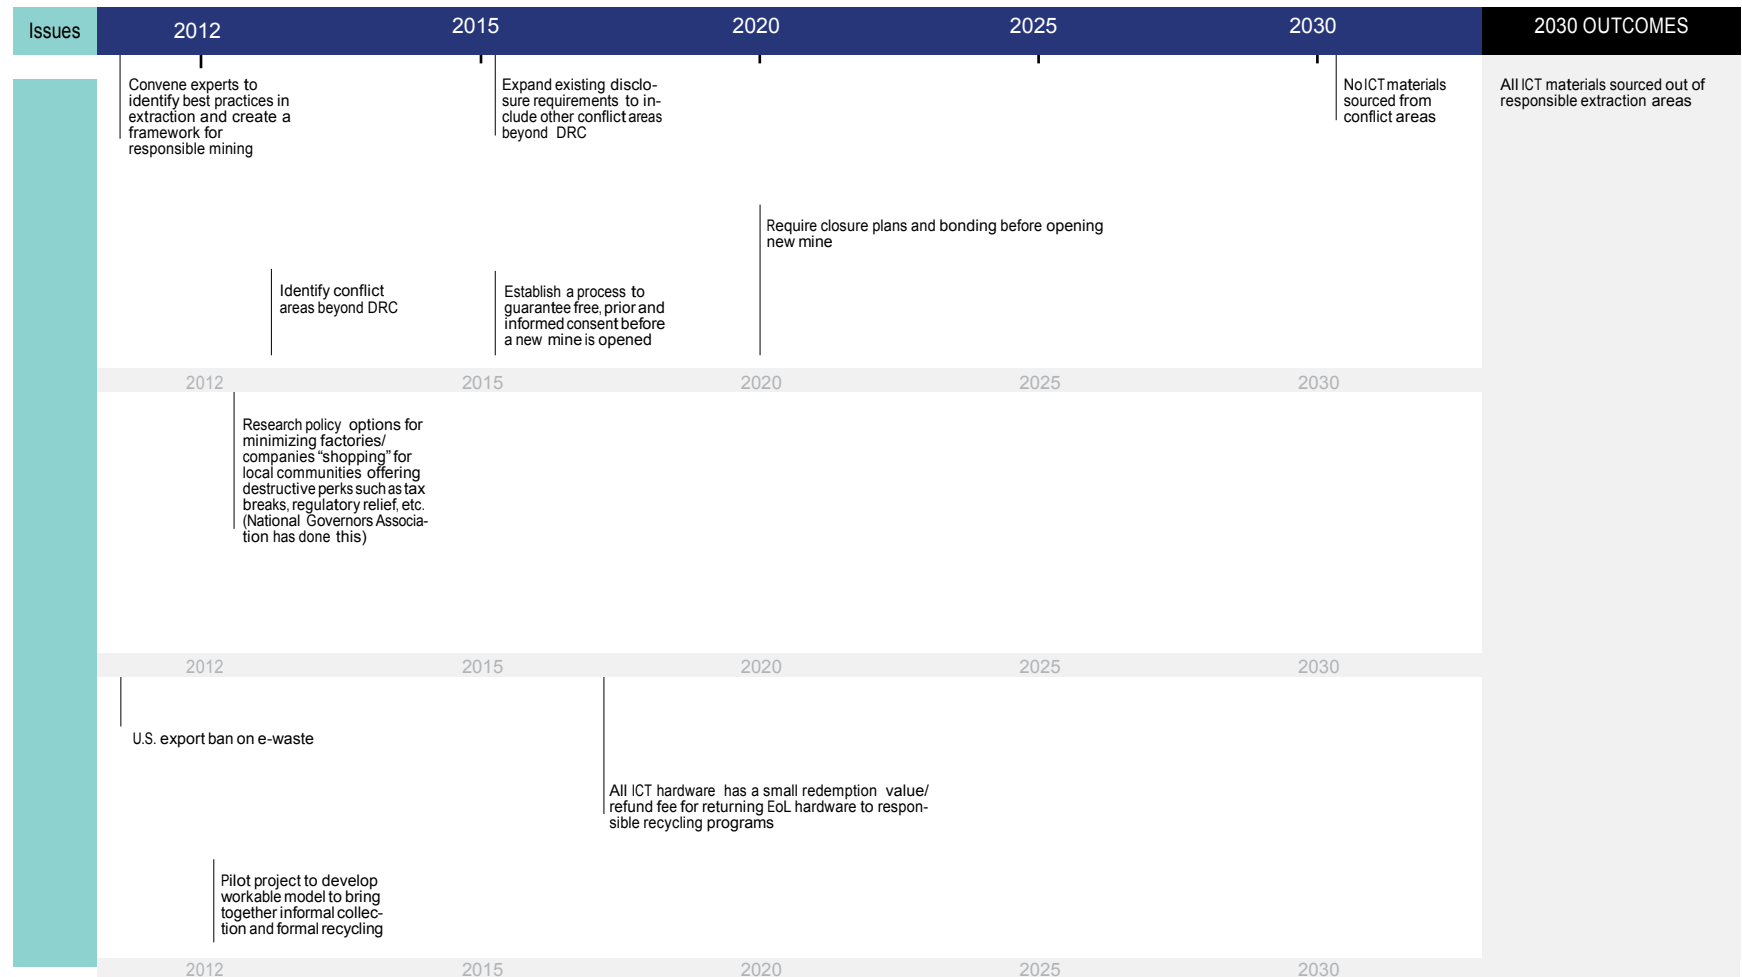 Issues
2012
2015
2020
2025
2030
2030 OUTCOMES
Convene experts to
identify best practices in
extraction and create a
framework for
responsible mining
Expand existing disclo-
sure requirements to in-
clude other conflict areas
beyond DRC
No ICT materials
sourced from
conflict areas
All ICT materials sourced out of
responsible extraction areas
Require closure plans and bonding before opening
new mine
Identify conflict
areas beyond DRC
Establish a process to
guarantee free, prior and
informed consent before
a new mine is opened
2012
2015
2020
2025
2030
Research policy options for
minimizing factories/
companies “shopping” for
local communities offering
destructive perks such as tax
breaks, regulatory relief, etc.
(National Governors Associa-
tion has done this)
2012
2015
2020
2025
2030
U.S. export ban on e-waste
All ICT hardware has a small redemption value/
refund fee for returning EoL hardware to respon-
sible recycling programs
Pilot project to develop
workable model to bring
together informal collec-
tion and formal recycling
2012
2015
2020
2025
2030